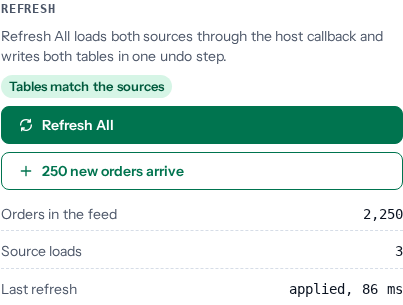 REFRESH
Refresh All loads both sources through the host callback and
writes both tables in one undo step.
Tables match the sources
Refresh All
250 new orders arrive
Orders in the feed 2,250
Source loads 3
Last refresh applied, 86 ms